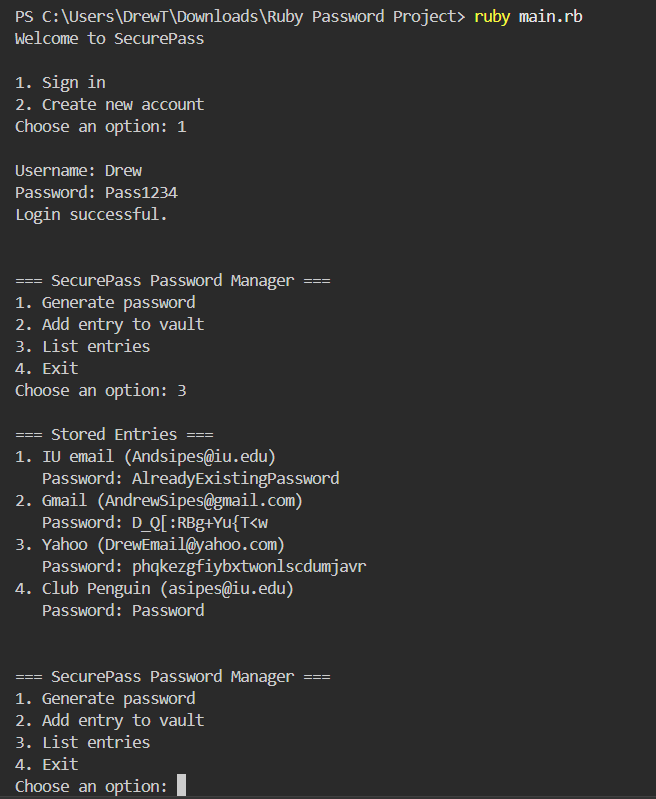 PS C:\Users\DrewT\Downloads\Ruby Password Project> ruby main.rb
Welcome to SecurePass
1. Sign in
2. Create new account
Choose an option: 1
Username: Drew
Password: Pass1234
Login successful.
=== SecurePass Password Manager ===
1. Generate password
2. Add entry to vault
3. List entries
4. Exit
Choose an option: 3
=== Stored Entries ===
1. IU email (Andsipes@iu.edu)
Password: AlreadyExistingPassword
2. Gmail (AndrewSipes@gmail.com)
Password: D_Q[:RBg+Yu{T<w
3. Yahoo (DrewEmail@yahoo.com)
Password: phqkezgfiybxtwonlscdumjavr
4. Club Penguin (asipes@iu.edu)
Password: Password
=== SecurePass Password Manager ===
1. Generate password
2. Add entry to vault
3. List entries
4. Exit
Choose an option: